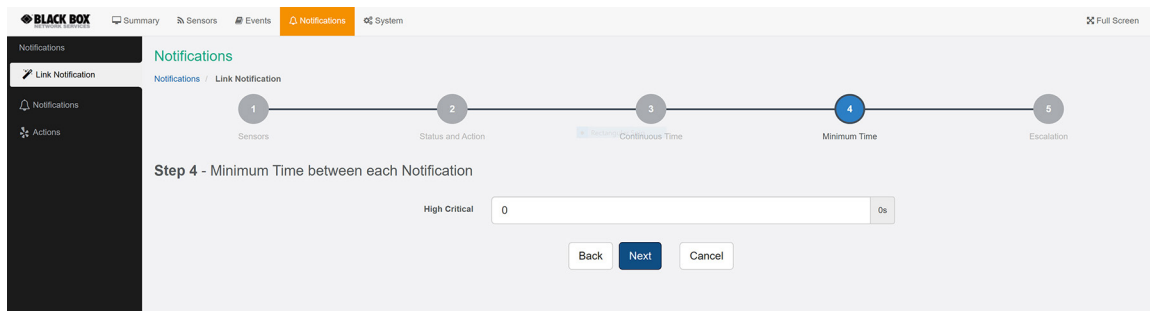 BLACK BOX
NETWORK SERVICES
Summary
Sensors
Events
Notifications
System
Full Screen
Notifications
Link Notification
Notifications
Actions
Notifications
Notifications / Link Notification
1
2
3
4
5
Sensors
Status and Action
Continuous Time
Minimum Time
Escalation
Step 4 - Minimum Time between each Notification
High Critical
0
0s
Back
Next
Cancel